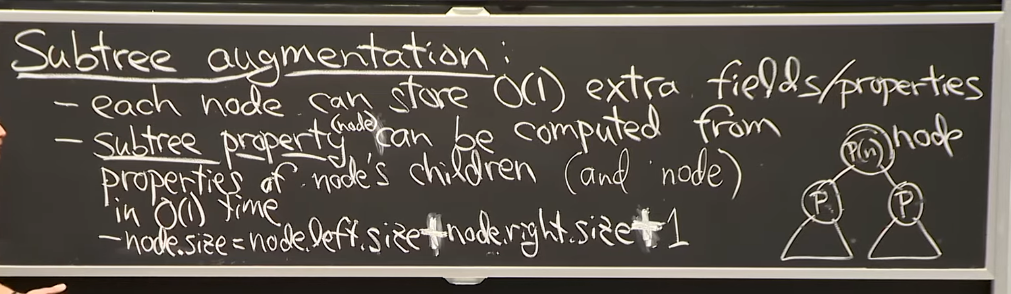 Subtree augmentation:
- each node can store O(1) extra fields/properties
- subtree property(node) can be computed from
properties of node's children (and node)
in O(1) time
- node.size = node.left.size + node.right.size + 1
node
P(n)
P P